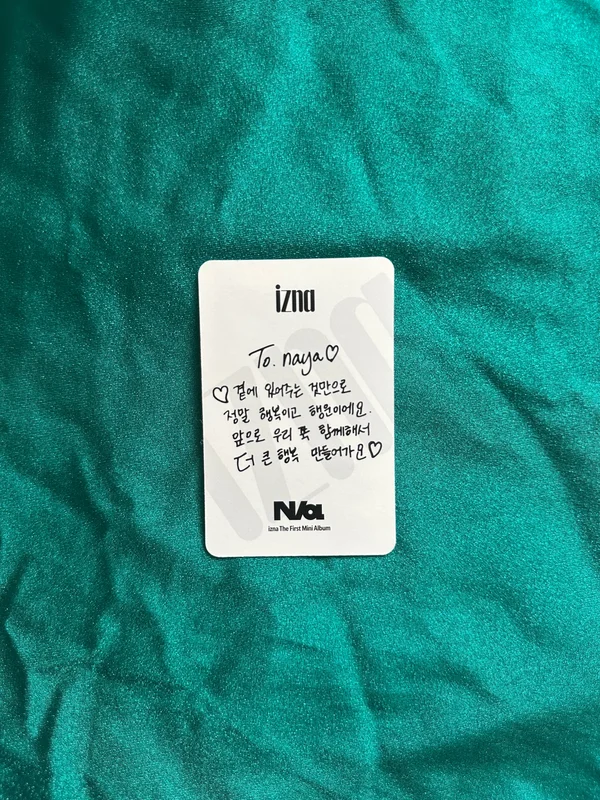 izna
To. naya♡
♡곁에 있어주는 것만으로
정말 행복이고 행운이에요.
앞으로 우리 쭉 함께해서
더 큰 행복 만들어가요♡
N/a
izna The First Mini Album